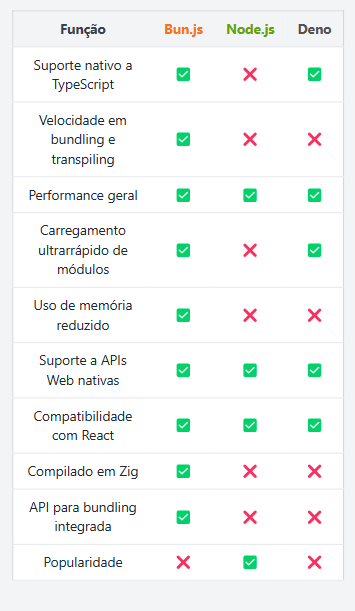 Função Bun.js Node.js Deno
Suporte nativo a
TypeScript
Velocidade em
bundling e
transpiling
Performance geral
Carregamento
ultrarrápido de
módulos
Uso de memória
reduzido
Suporte a APIs
Web nativas
Compatibilidade
com React
Compilado em Zig
API para bundling
integrada
Popularidade